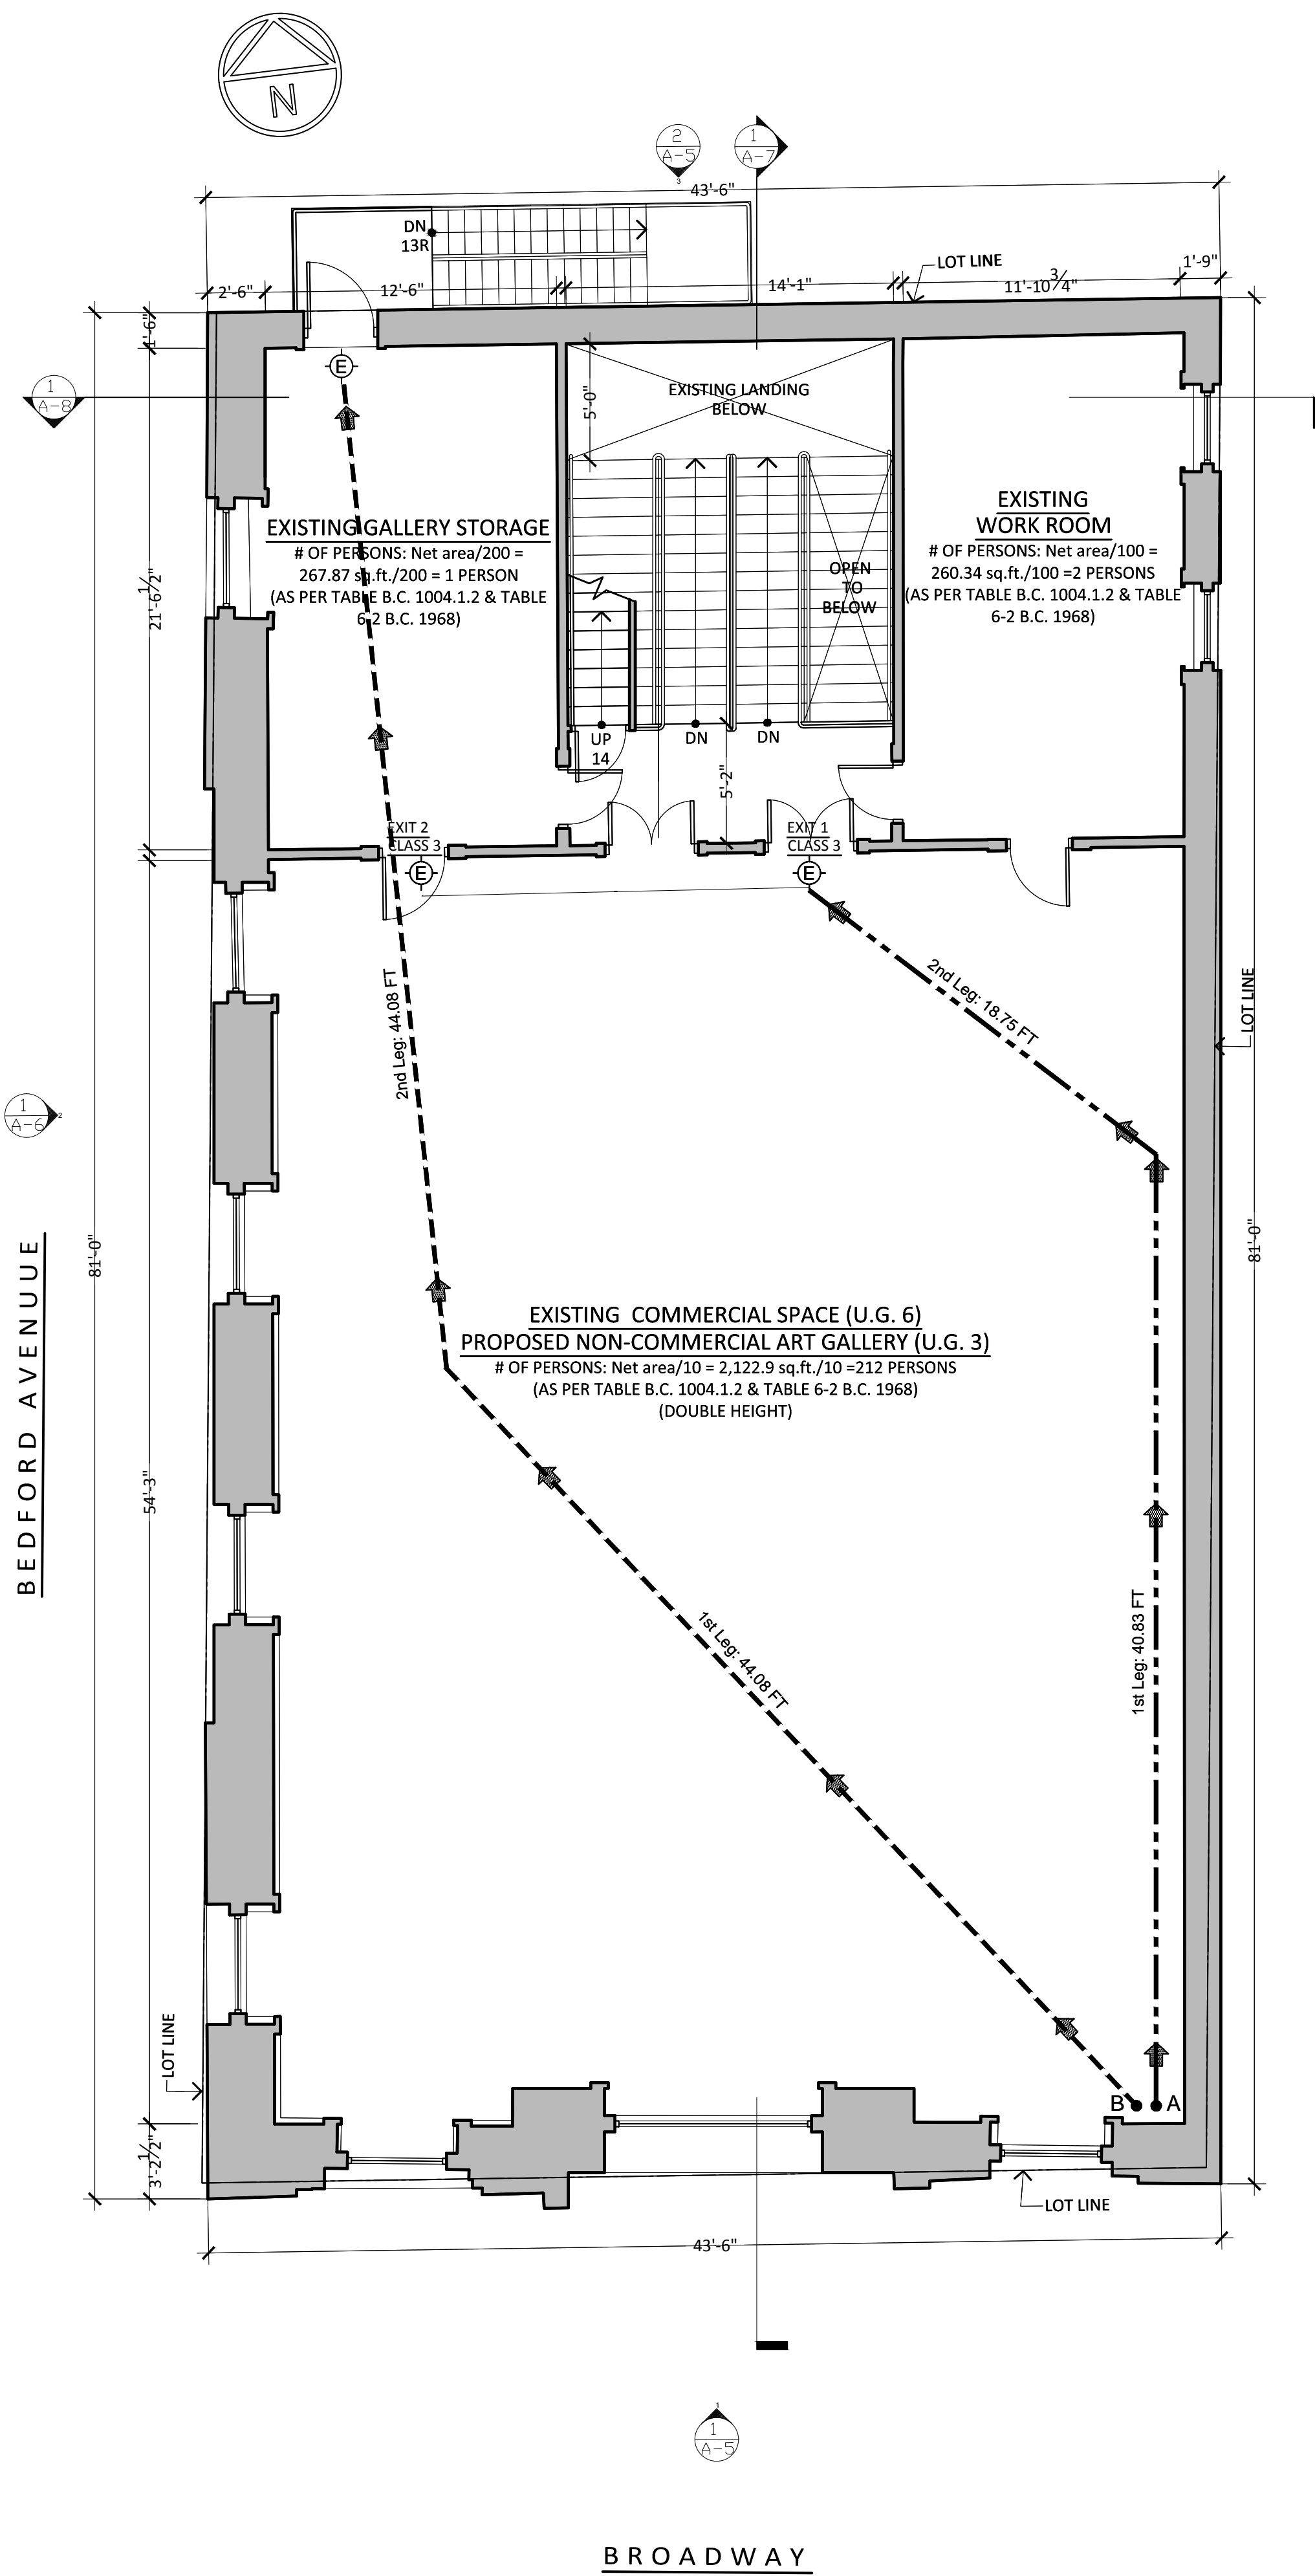 N
2
A-5
3
1
A-7
43'-6"
DN
13R
LOT LINE
1'-9"
2'-6"
12'-6"
14'-1"
11'-10 3/4"
1'-6"
E
1
A-8
5'-0"
EXISTING LANDING
BELOW
EXISTING GALLERY STORAGE
# OF PERSONS: Net area/200 =
267.87 sq.ft./200 = 1 PERSON
(AS PER TABLE B.C. 1004.1.2 & TABLE
6-2 B.C. 1968)
EXISTING
WORK ROOM
# OF PERSONS: Net area/100 =
260.34 sq.ft./100 =2 PERSONS
(AS PER TABLE B.C. 1004.1.2 & TABLE
6-2 B.C. 1968)
OPEN
TO
BELOW
21'-6 1/2"
UP
14
DN
DN
5'-2"
EXIT 2
CLASS 3
E
EXIT 1
CLASS 3
E
2nd Leg: 44.08 FT
2nd Leg: 18.75 FT
LOT LINE
1
A-6
2
81'-0"
81'-0"
BEDFORD AVENUUE
EXISTING COMMERCIAL SPACE (U.G. 6)
PROPOSED NON-COMMERCIAL ART GALLERY (U.G. 3)
# OF PERSONS: Net area/10 = 2,122.9 sq.ft./10 =212 PERSONS
(AS PER TABLE B.C. 1004.1.2 & TABLE 6-2 B.C. 1968)
(DOUBLE HEIGHT)
54'-3"
1st Leg: 44.08 FT
1st Leg: 40.83 FT
LOT LINE
B
A
3'-2 1/2"
LOT LINE
43'-6"
1
1
A-5
BROADWAY